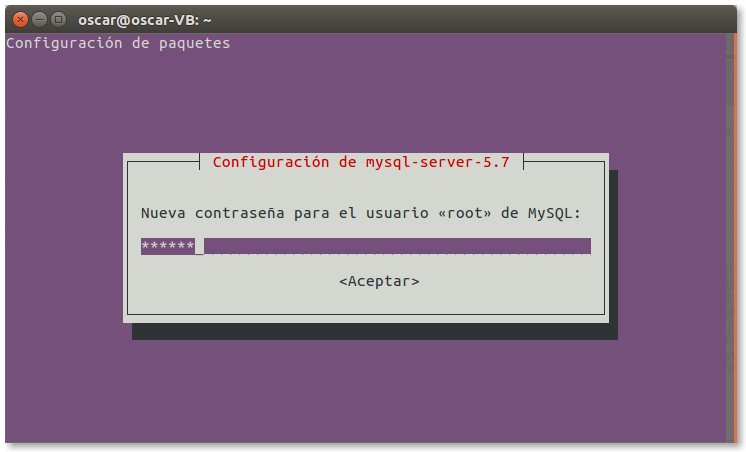 oscar@oscar-VB: ~
Configuración de paquetes
Configuración de mysql-server-5.7
Nueva contraseña para el usuario «root» de MySQL:
******
<Aceptar>